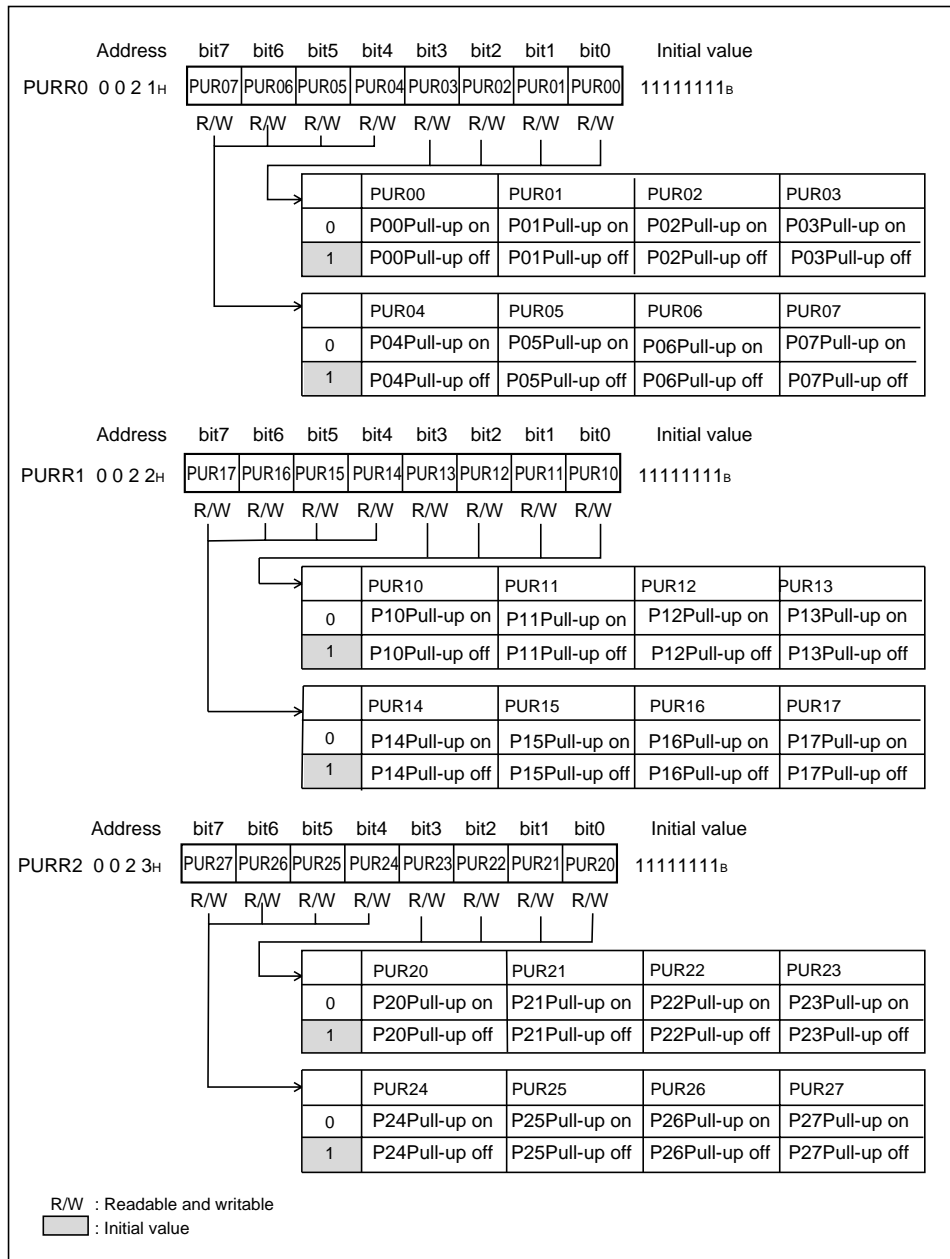 Address bit7 bit6 bit5 bit4 bit3 bit2 bit1 bit0 Initial value
PURR0 0 0 2 1H PUR07 PUR06 PUR05 PUR04 PUR03 PUR02 PUR01 PUR00 11111111B
R/W R/W R/W R/W R/W R/W R/W R/W
PUR00 PUR01 PUR02 PUR03
0 P00Pull-up on P01Pull-up on P02Pull-up on P03Pull-up on
1 P00Pull-up off P01Pull-up off P02Pull-up off P03Pull-up off
PUR04 PUR05 PUR06 PUR07
0 P04Pull-up on P05Pull-up on P06Pull-up on P07Pull-up on
1 P04Pull-up off P05Pull-up off P06Pull-up off P07Pull-up off
Address bit7 bit6 bit5 bit4 bit3 bit2 bit1 bit0 Initial value
PURR1 0 0 2 2H PUR17 PUR16 PUR15 PUR14 PUR13 PUR12 PUR11 PUR10 11111111B
R/W R/W R/W R/W R/W R/W R/W R/W
PUR10 PUR11 PUR12 PUR13
0 P10Pull-up on P11Pull-up on P12Pull-up on P13Pull-up on
1 P10Pull-up off P11Pull-up off P12Pull-up off P13Pull-up off
PUR14 PUR15 PUR16 PUR17
0 P14Pull-up on P15Pull-up on P16Pull-up on P17Pull-up on
1 P14Pull-up off P15Pull-up off P16Pull-up off P17Pull-up off
Address bit7 bit6 bit5 bit4 bit3 bit2 bit1 bit0 Initial value
PURR2 0 0 2 3H PUR27 PUR26 PUR25 PUR24 PUR23 PUR22 PUR21 PUR20 11111111B
R/W R/W R/W R/W R/W R/W R/W R/W
PUR20 PUR21 PUR22 PUR23
0 P20Pull-up on P21Pull-up on P22Pull-up on P23Pull-up on
1 P20Pull-up off P21Pull-up off P22Pull-up off P23Pull-up off
PUR24 PUR25 PUR26 PUR27
0 P24Pull-up on P25Pull-up on P26Pull-up on P27Pull-up on
1 P24Pull-up off P25Pull-up off P26Pull-up off P27Pull-up off
R/W : Readable and writable
: Initial value